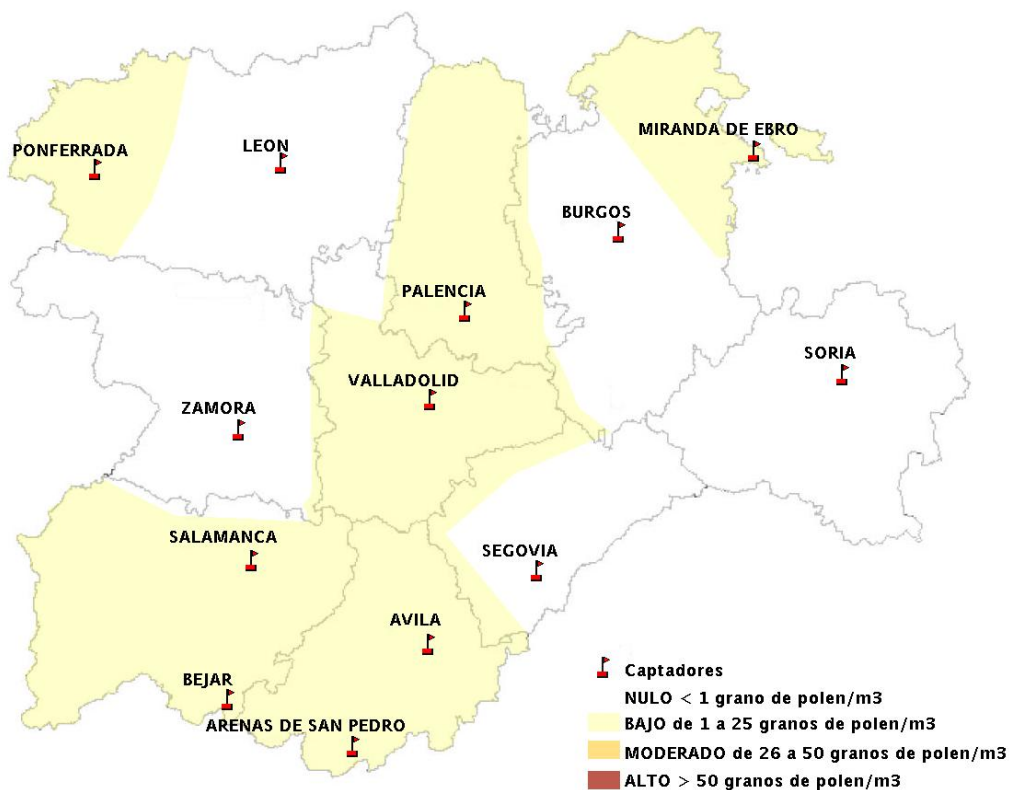 MIRANDA DE EBRO
PONFERRADA
LEON
BURGOS
PALENCIA
SORIA
VALLADOLID
ZAMORA
SALAMANCA
SEGOVIA
AVILA
BEJAR
ARENAS DE SAN PEDRO
Captadores
NULO < 1 grano de polen/m3
BAJO de 1 a 25 granos de polen/m3
MODERADO de 26 a 50 granos de polen/m3
ALTO > 50 granos de polen/m3